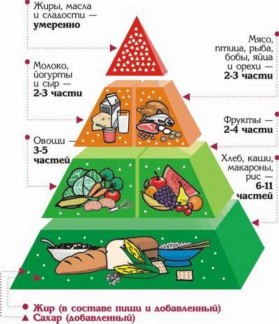 Жиры, масла
и сладости —
умеренно
Мясо,
птица, рыба,
бобы, яйца
и орехи —
2-3 части
Молоко,
йогурты
и сыр —
2-3 части
Фрукты —
2-4 части
Овощи —
3-5
частей
Хлеб, каши,
макароны,
рис —
6-11
частей
Жир (в составе пищи и добавленный)
Сахар (добавленный)